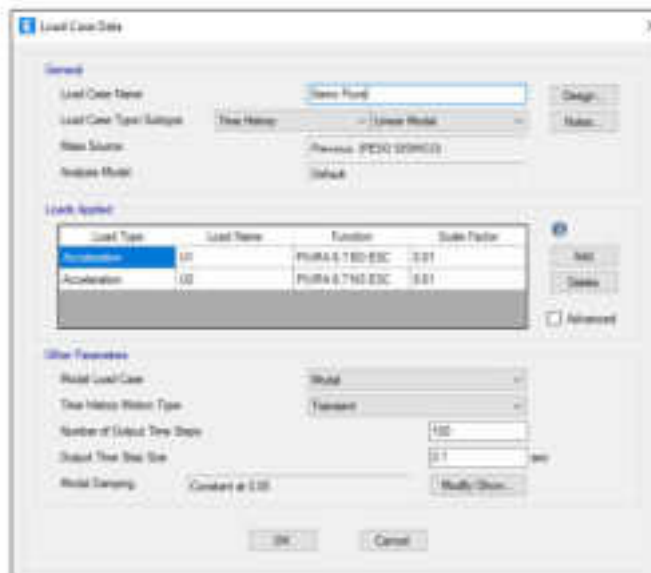 Load Case Data
General
Load Case Name
Design...
Load Case Type/Subtype Time History Linear Modal Notes...
Mass Source Previous (PESO SISMICO)
Analysis Model Default
Loads Applied
Load Type Load Name Function Scale Factor
Acceleration U1 0.01 Add
Acceleration U2 0.01 Delete
Advanced
Other Parameters
Modal Load Case Modal
Time History Motion Type Transient
Number of Output Time Steps 100
Output Time Step Size 0.1 sec
Modal Damping Constant at 0.05 Modify/Show...
OK Cancel